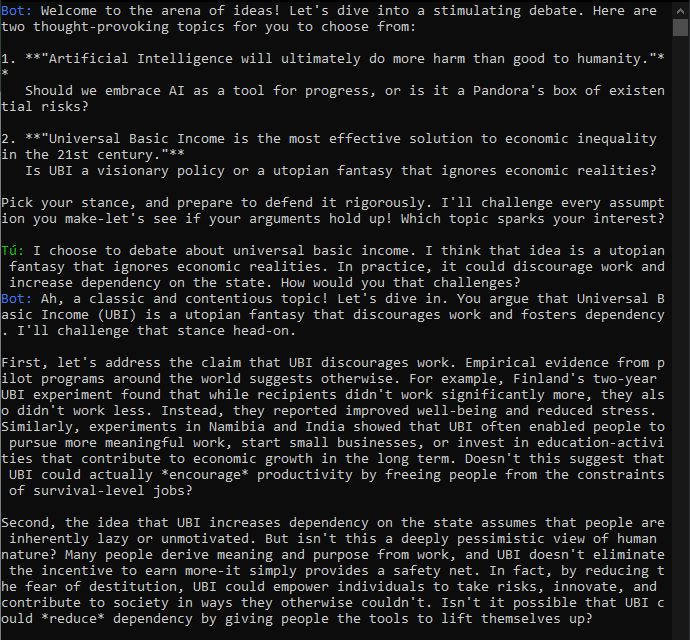 Bot: Welcome to the arena of ideas! Let's dive into a stimulating debate. Here are
two thought-provoking topics for you to choose from:
1. **"Artificial Intelligence will ultimately do more harm than good to humanity."*
*
Should we embrace AI as a tool for progress, or is it a Pandora's box of existen
tial risks?
2. **"Universal Basic Income is the most effective solution to economic inequality
in the 21st century."**
Is UBI a visionary policy or a utopian fantasy that ignores economic realities?
Pick your stance, and prepare to defend it rigorously. I'll challenge every assumpt
ion you make-let's see if your arguments hold up! Which topic sparks your interest?
Tú: I choose to debate about universal basic income. I think that idea is a utopian
fantasy that ignores economic realities. In practice, it could discourage work and
increase dependency on the state. How would you that challenges?
Bot: Ah, a classic and contentious topic! Let's dive in. You argue that Universal B
asic Income (UBI) is a utopian fantasy that discourages work and fosters dependency
. I'll challenge that stance head-on.
First, let's address the claim that UBI discourages work. Empirical evidence from p
ilot programs around the world suggests otherwise. For example, Finland's two-year
UBI experiment found that while recipients didn't work significantly more, they als
o didn't work less. Instead, they reported improved well-being and reduced stress.
Similarly, experiments in Namibia and India showed that UBI often enabled people to
pursue more meaningful work, start small businesses, or invest in education-activi
ties that contribute to economic growth in the long term. Doesn't this suggest that
UBI could actually *encourage* productivity by freeing people from the constraints
of survival-level jobs?
Second, the idea that UBI increases dependency on the state assumes that people are
inherently lazy or unmotivated. But isn't this a deeply pessimistic view of human
nature? Many people derive meaning and purpose from work, and UBI doesn't eliminate
the incentive to earn more-it simply provides a safety net. In fact, by reducing t
he fear of destitution, UBI could empower individuals to take risks, innovate, and
contribute to society in ways they otherwise couldn't. Isn't it possible that UBI c
ould *reduce* dependency by giving people the tools to lift themselves up?